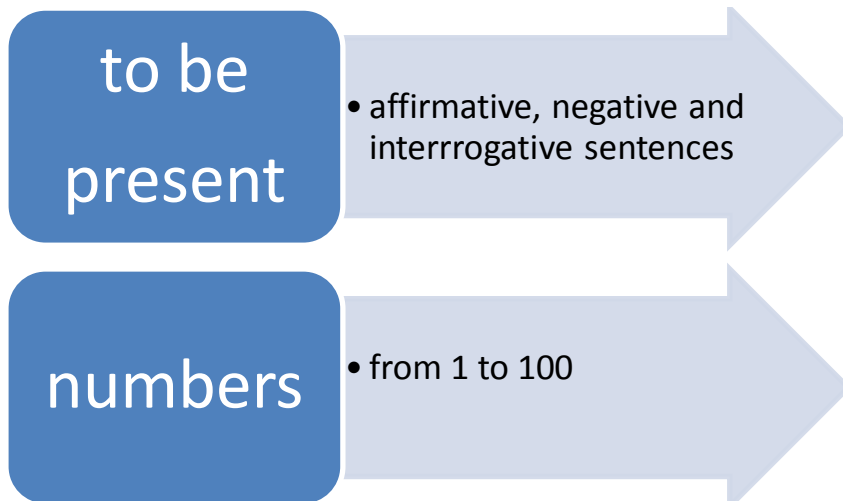 to be
present
• affirmative, negative and
interrrogative sentences
numbers
• from 1 to 100